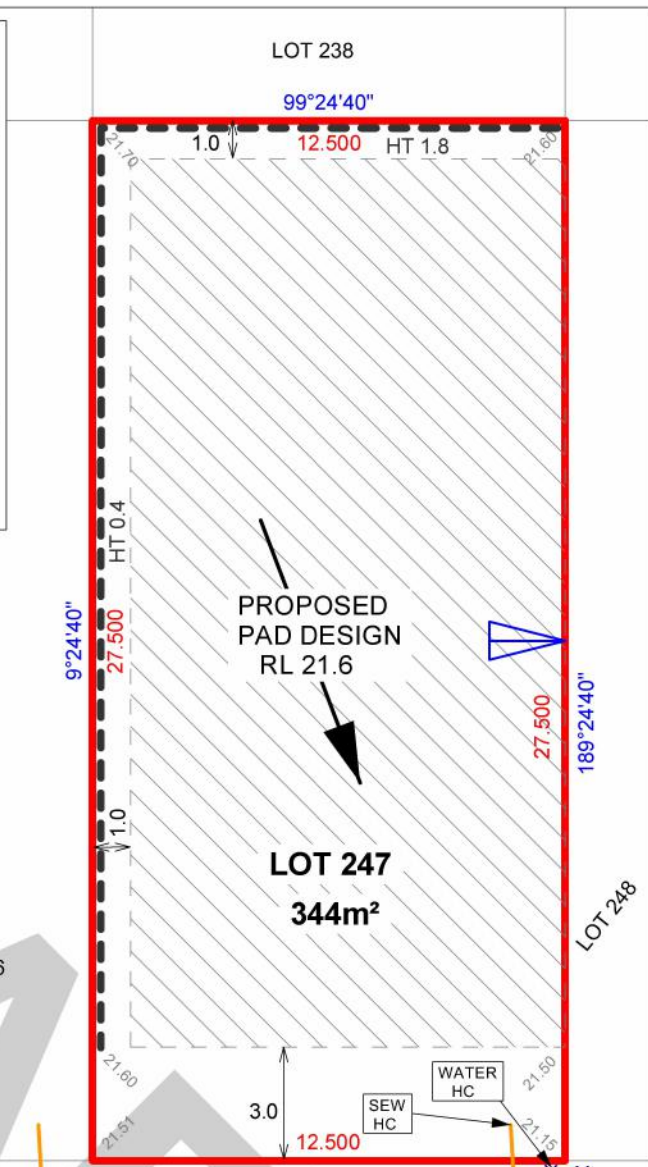 LOT 238
99°24'40"
1.0
12.500
HT 1.8
21.70
21.60
HT 0.4
9°24'40"
27.500
PROPOSED
PAD DESIGN
RL 21.6
27.500
189°24'40"
1.0
LOT 247
344m²
LOT 248
6
21.60
21.50
WATER
HC
SEW
HC
3.0
21.51
12.500
21.15